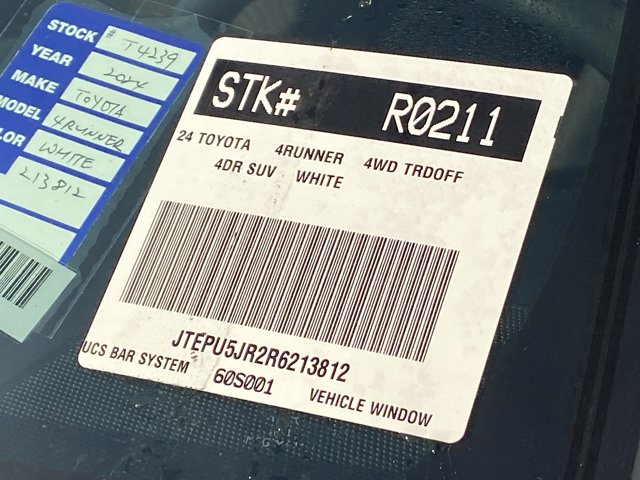 STOCK # T4239
YEAR 2024
MAKE TOYOTA
MODEL 4RUNNER
LOR WHITE
213812
STK# R0211
24 TOYOTA 4RUNNER 4WD TRDOFF
4DR SUV WHITE
JTEPU5JR2R6213812
UCS BAR SYSTEM 60S001 VEHICLE WINDOW